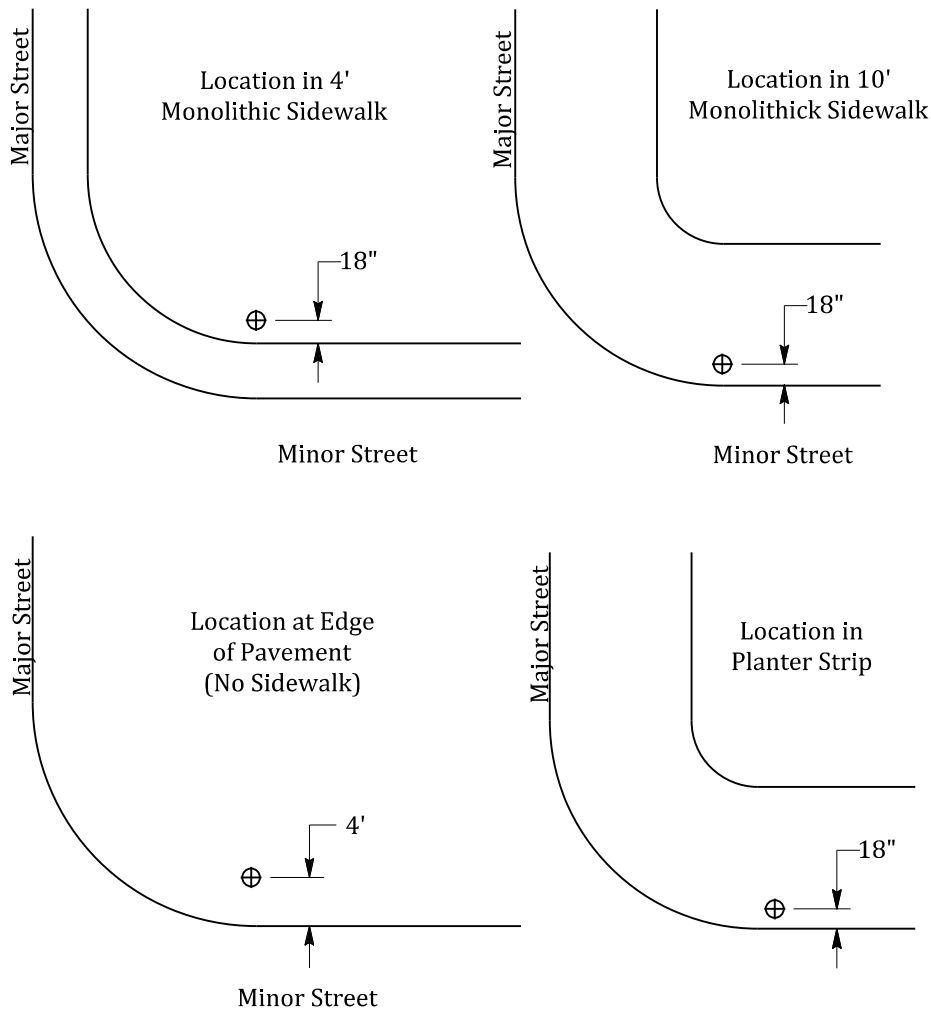 Major Street
Location in 4'
Monolithic Sidewalk
18"
Minor Street
Major Street
Location in 10'
Monolithick Sidewalk
18"
Minor Street
Major Street
Location at Edge
of Pavement
(No Sidewalk)
4'
Minor Street
Major Street
Location in
Planter Strip
18"